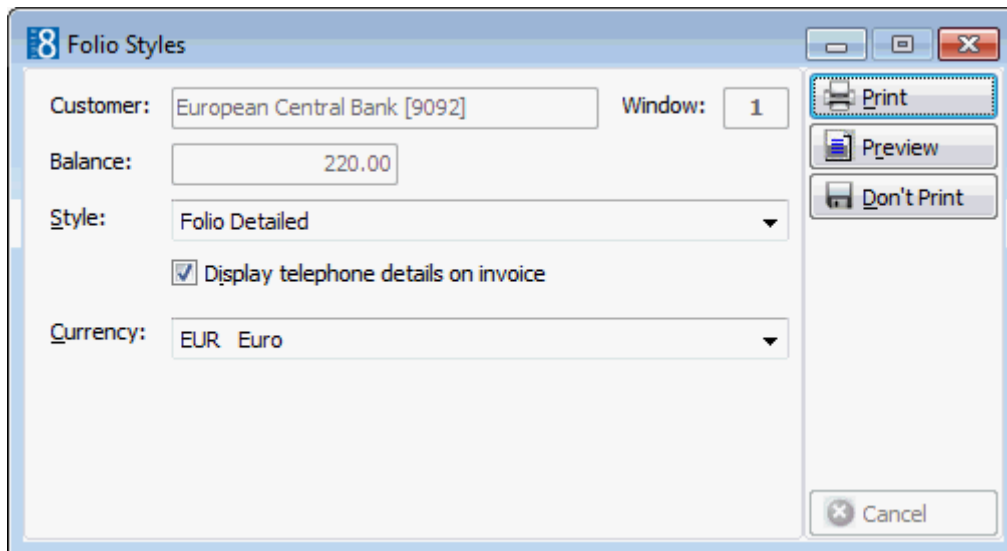 8 Folio Styles
Customer: European Central Bank [9092] Window: 1
Balance: 220.00
Style: Folio Detailed
Display telephone details on invoice
Currency: EUR Euro
Print
Preview
Don't Print
Cancel